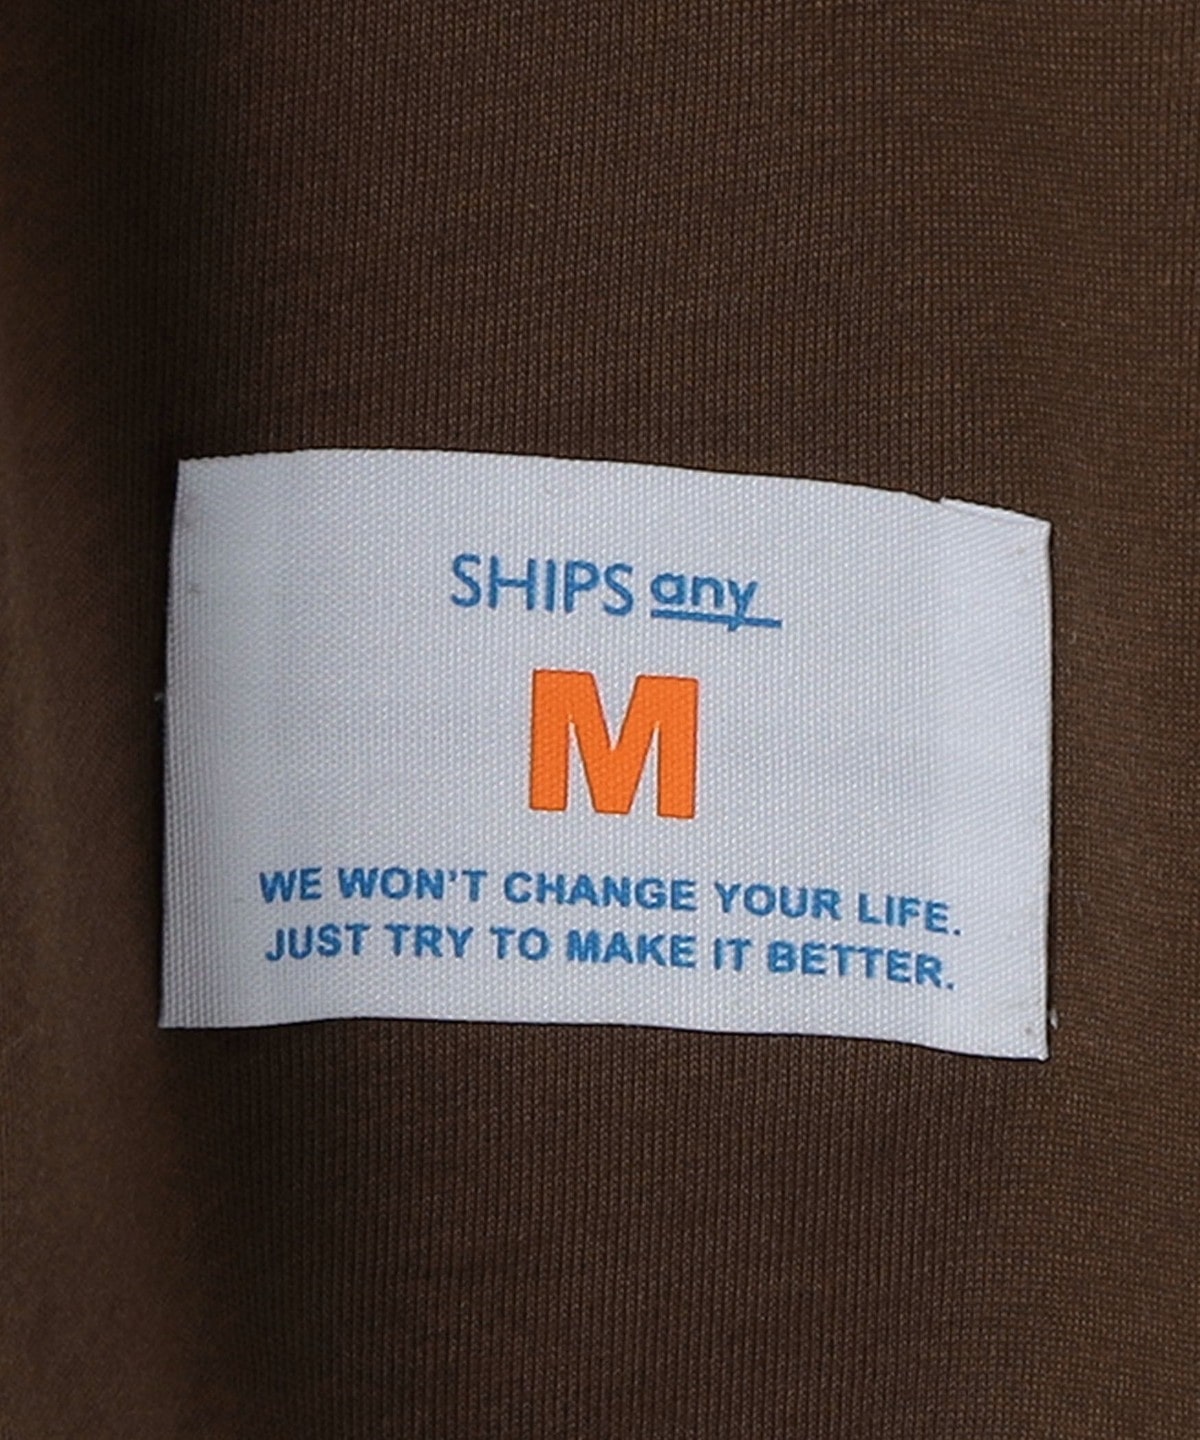 SHIPS any
M
WE WON'T CHANGE YOUR LIFE.
JUST TRY TO MAKE IT BETTER.